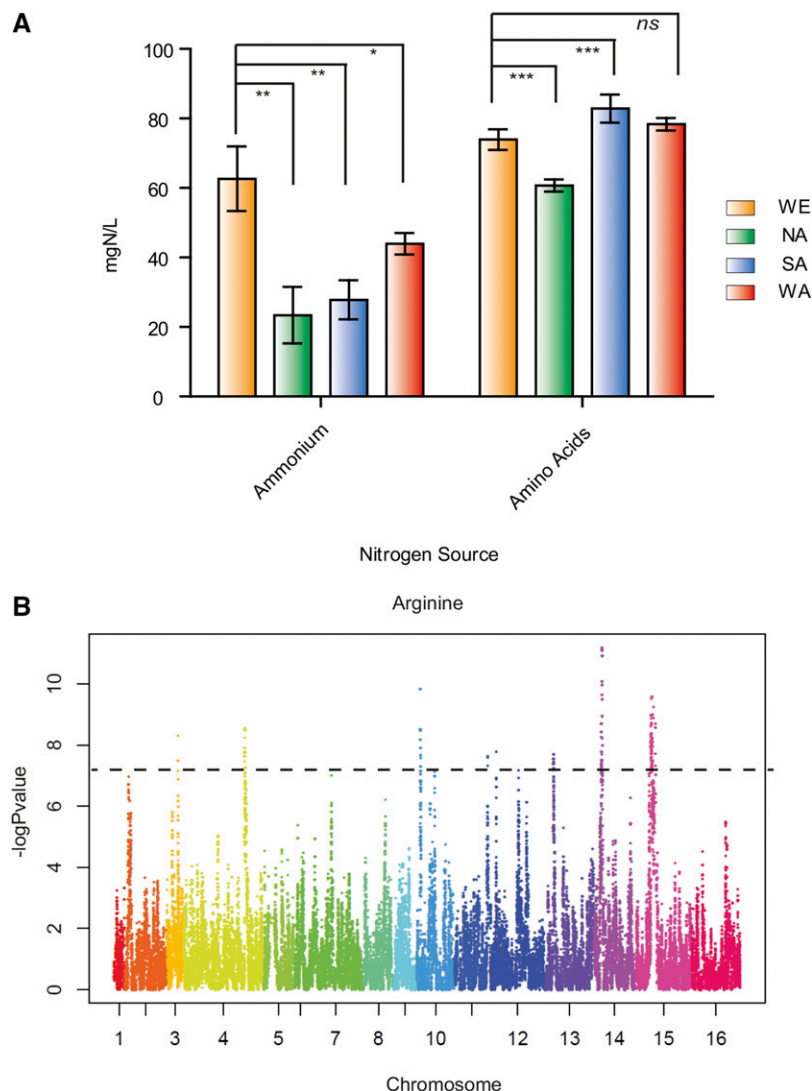 A
mgN/L
100
80
60
40
20
0
**
**
*
***
***
ns
WE
NA
SA
WA
Ammonium
Amino Acids
Nitrogen Source
B
Arginine
-logPvalue
10
8
6
4
2
0
1 3 4 5 7 8 10 12 13 14 15 16
Chromosome